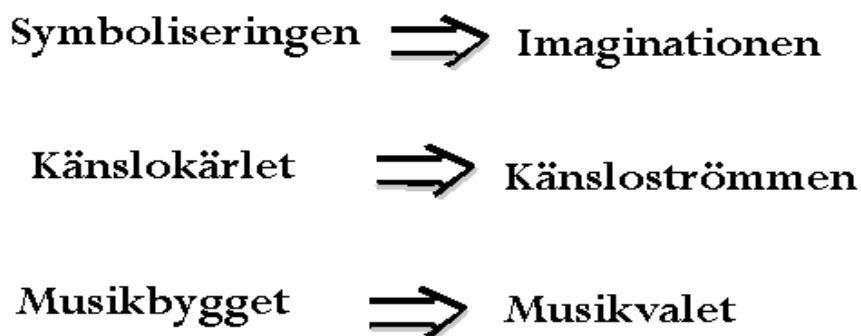 Symboliseringen Imaginationen
Känslokärlet Känsloströmmen
Musikbygget Musikvalet